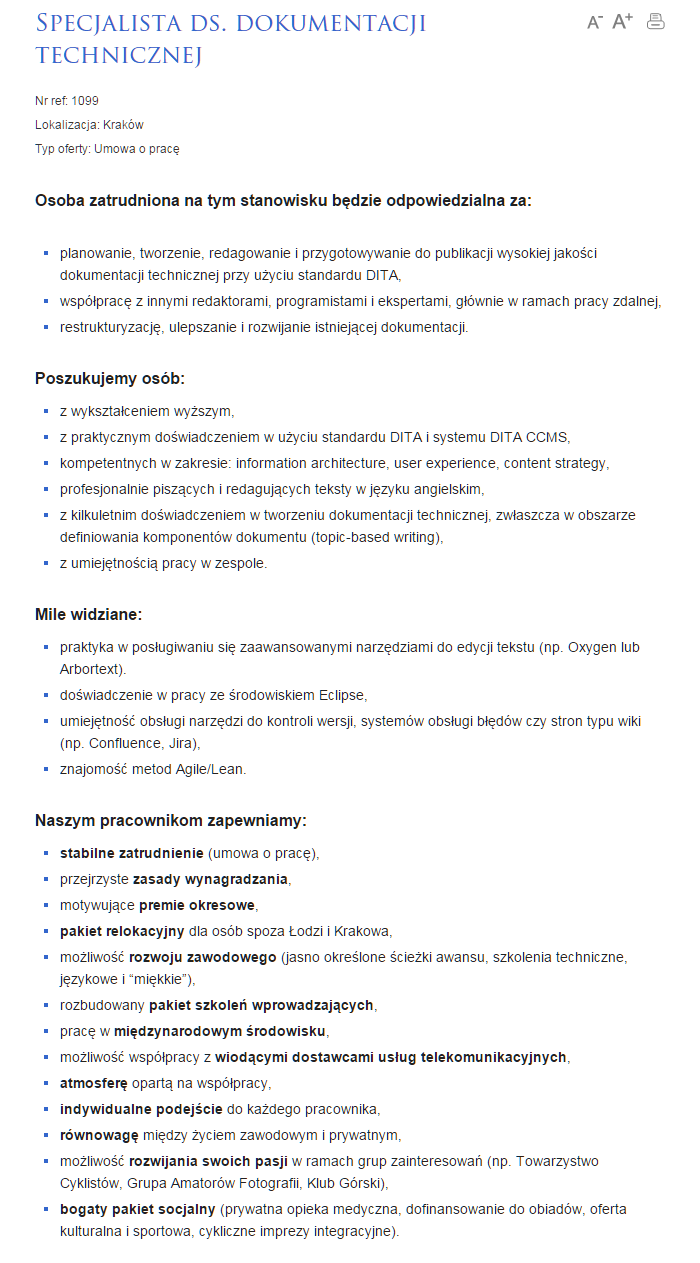 Specjalista ds. dokumentacji
technicznej
A- A+
Nr ref: 1099
Lokalizacja: Kraków
Typ oferty: Umowa o pracę
Osoba zatrudniona na tym stanowisku będzie odpowiedzialna za:
planowanie, tworzenie, redagowanie i przygotowywanie do publikacji wysokiej jakości
dokumentacji technicznej przy użyciu standardu DITA,
współpracę z innymi redaktorami, programistami i ekspertami, głównie w ramach pracy zdalnej,
restrukturyzację, ulepszanie i rozwijanie istniejącej dokumentacji.
Poszukujemy osób:
z wykształceniem wyższym,
z praktycznym doświadczeniem w użyciu standardu DITA i systemu DITA CCMS,
kompetentnych w zakresie: information architecture, user experience, content strategy,
profesjonalnie piszących i redagujących teksty w języku angielskim,
z kilkuletnim doświadczeniem w tworzeniu dokumentacji technicznej, zwłaszcza w obszarze
definiowania komponentów dokumentu (topic-based writing),
z umiejętnością pracy w zespole.
Mile widziane:
praktyka w posługiwaniu się zaawansowanymi narzędziami do edycji tekstu (np. Oxygen lub
Arbortext).
doświadczenie w pracy ze środowiskiem Eclipse,
umiejętność obsługi narzędzi do kontroli wersji, systemów obsługi błędów czy stron typu wiki
(np. Confluence, Jira),
znajomość metod Agile/Lean.
Naszym pracownikom zapewniamy:
stabilne zatrudnienie (umowa o pracę),
przejrzyste zasady wynagradzania,
motywujące premie okresowe,
pakiet relokacyjny dla osób spoza Łodzi i Krakowa,
możliwość rozwoju zawodowego (jasno określone ścieżki awansu, szkolenia techniczne,
językowe i “miękkie”),
rozbudowany pakiet szkoleń wprowadzających,
pracę w międzynarodowym środowisku,
możliwość współpracy z wiodącymi dostawcami usług telekomunikacyjnych,
atmosferę opartą na współpracy,
indywidualne podejście do każdego pracownika,
równowagę między życiem zawodowym i prywatnym,
możliwość rozwijania swoich pasji w ramach grup zainteresowań (np. Towarzystwo
Cyklistów, Grupa Amatorów Fotografii, Klub Górski),
bogaty pakiet socjalny (prywatna opieka medyczna, dofinansowanie do obiadów, oferta
kulturalna i sportowa, cykliczne imprezy integracyjne).